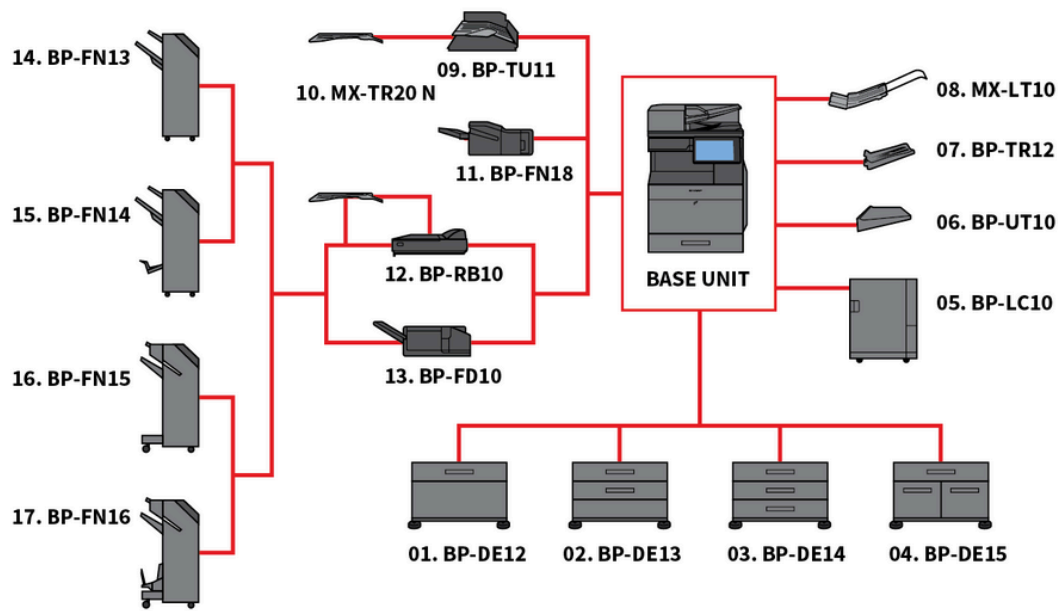 14. BP-FN13
10. MX-TR20 N
09. BP-TU11
08. MX-LT10
07. BP-TR12
11. BP-FN18
15. BP-FN14
06. BP-UT10
12. BP-RB10
BASE UNIT
05. BP-LC10
16. BP-FN15
13. BP-FD10
17. BP-FN16
01. BP-DE12
02. BP-DE13
03. BP-DE14
04. BP-DE15